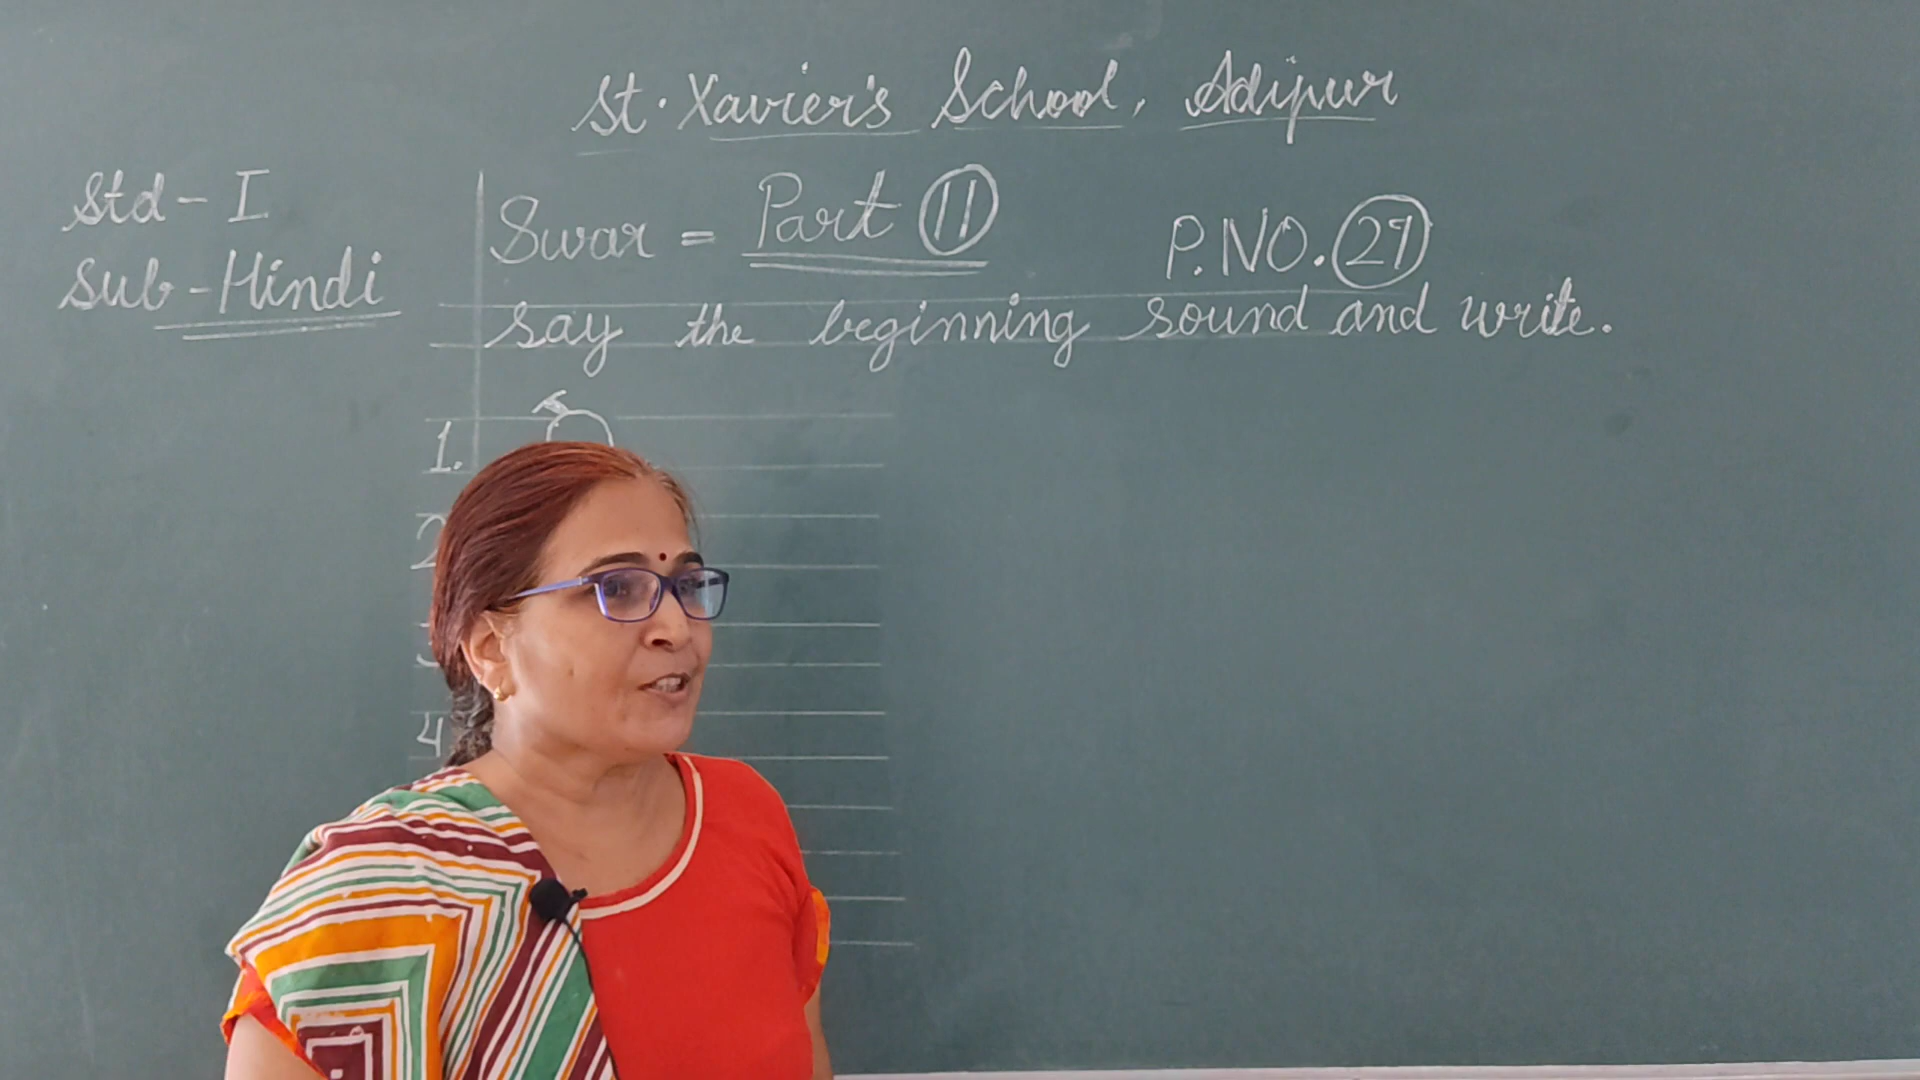 St. Xavier's School, Adipur
Std - I
Sub - Hindi
Swar = Part 11
P.NO. 27
say the beginning sound and write.
1.
2
4